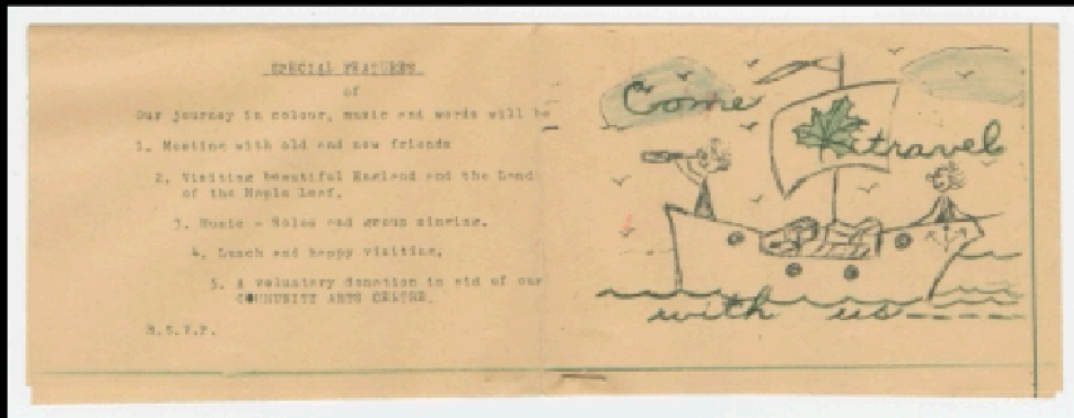 SPECIAL FEATURES
of
Our journey in colour, music and words will be
1. Meeting with old and new friends
2. Visiting beautiful England and the Land
of the Maple Leaf.
3. Music - Solos and group singing.
4. Lunch and happy visiting.
5. A voluntary donation in aid of our
COMMUNITY ARTS CENTRE.
R.S.V.P.
Come
travel
with us